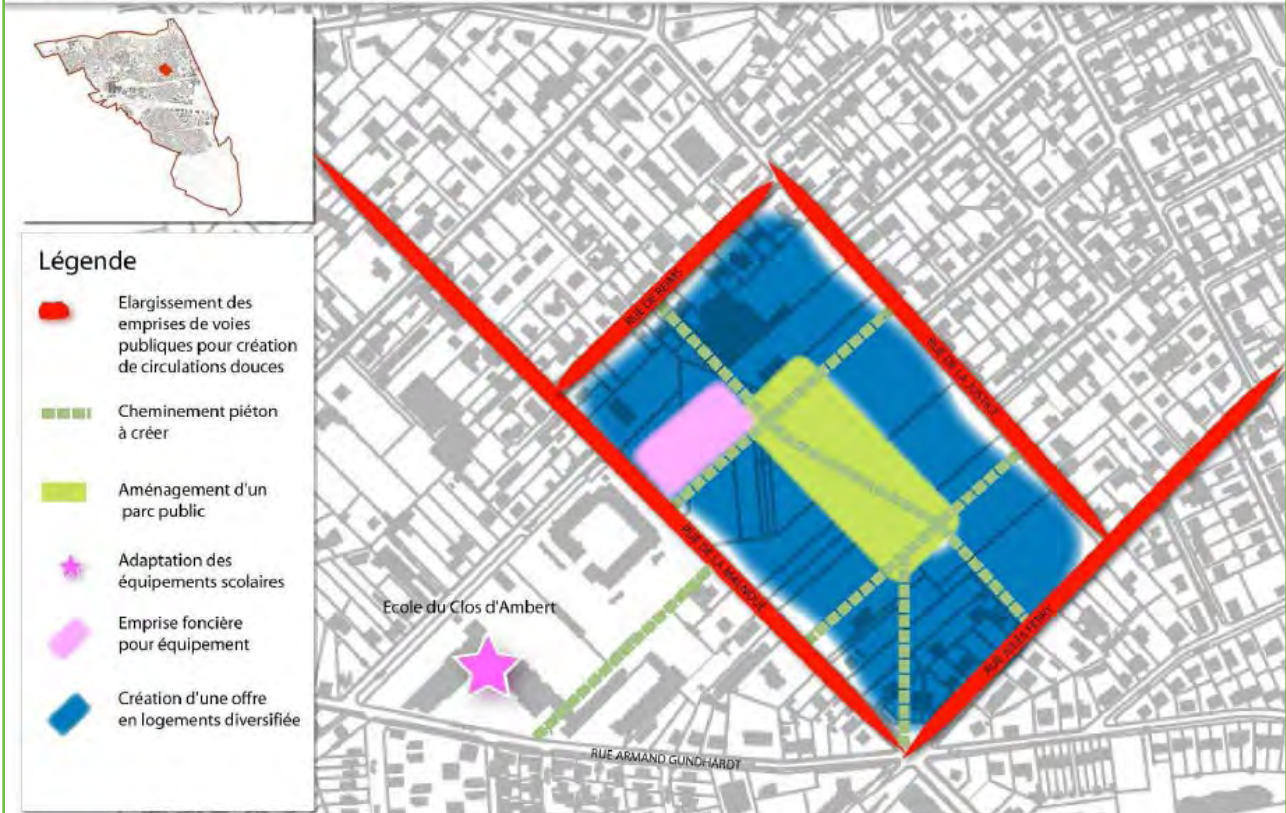 Légende
Elargissement des
emprises de voies
publiques pour création
de circulations douces
Cheminement piéton
à créer
Aménagement d'un
parc public
Adaptation des
équipements scolaires
Emprise foncière
pour équipement
Création d'une offre
en logements diversifiée
RUE DE REIMS
RUE DE LA JUSTICE
RUE DE LA MALNOUE
RUE JULES FERRY
Ecole du Clos d'Ambert
RUE ARMAND GUNDHARDT